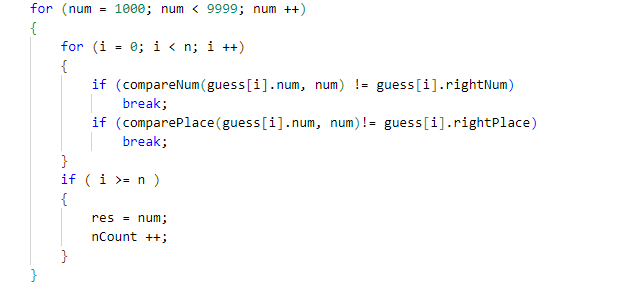 for (num = 1000; num < 9999; num ++)
{
for (i = 0; i < n; i ++)
{
if (compareNum(guess[i].num, num) != guess[i].rightNum)
break;
if (comparePlace(guess[i].num, num)!= guess[i].rightPlace)
break;
}
if ( i >= n )
{
res = num;
nCount ++;
}
}